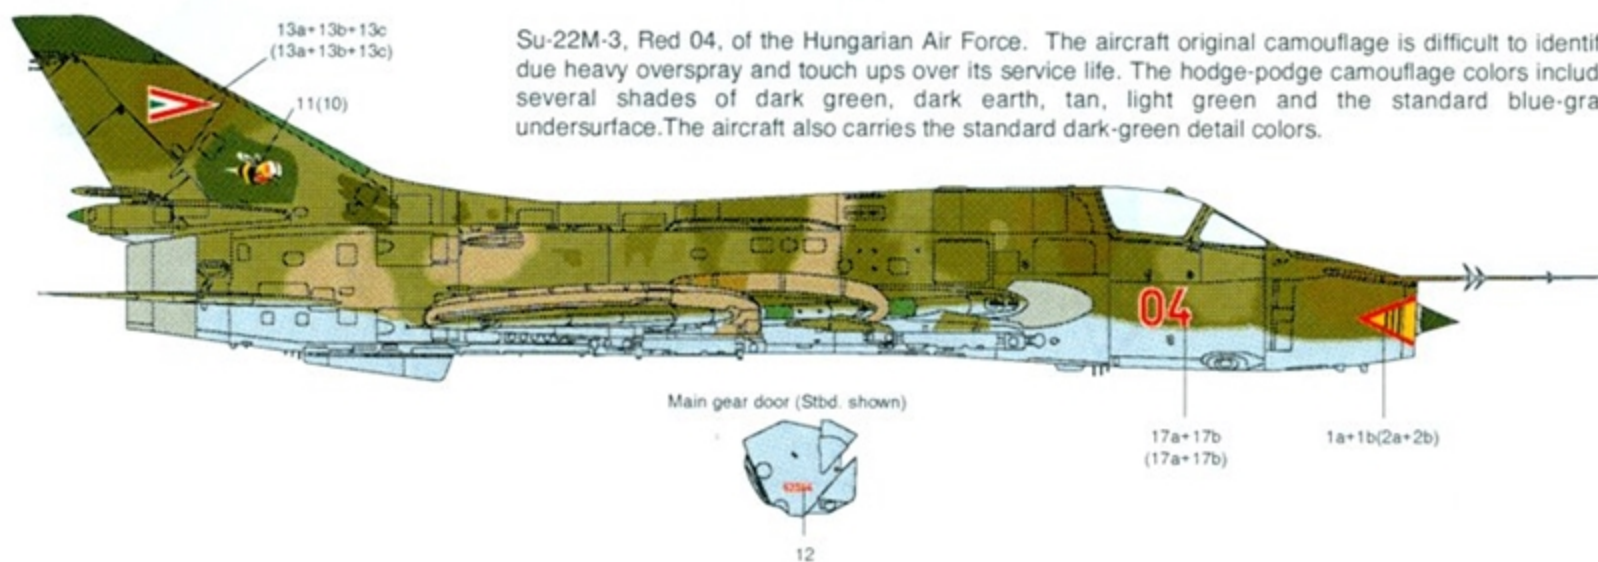 13a+13b+13c
(13a+13b+13c)
11(10)
Su-22M-3, Red 04, of the Hungarian Air Force. The aircraft original camouflage is difficult to identif
due heavy overspray and touch ups over its service life. The hodge-podge camouflage colors includ
several shades of dark green, dark earth, tan, light green and the standard blue-gra
undersurface.The aircraft also carries the standard dark-green detail colors.
04
Main gear door (Stbd. shown)
17a+17b
(17a+17b)
1a+1b(2a+2b)
12